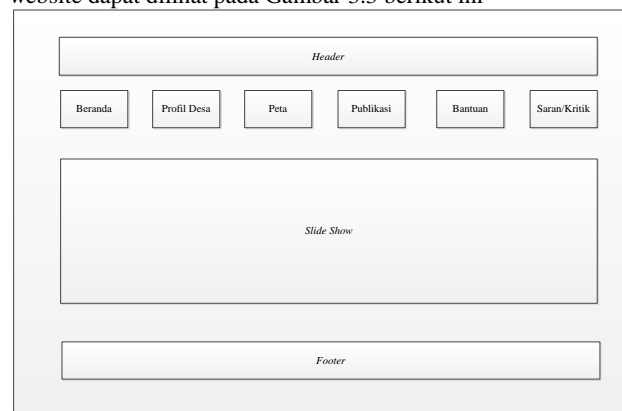 website dapat dilihat pada Gambar 3.3 berikut ini
Header
Beranda Profil Desa Peta Publikasi Bantuan Saran/Kritik
Slide Show
Footer